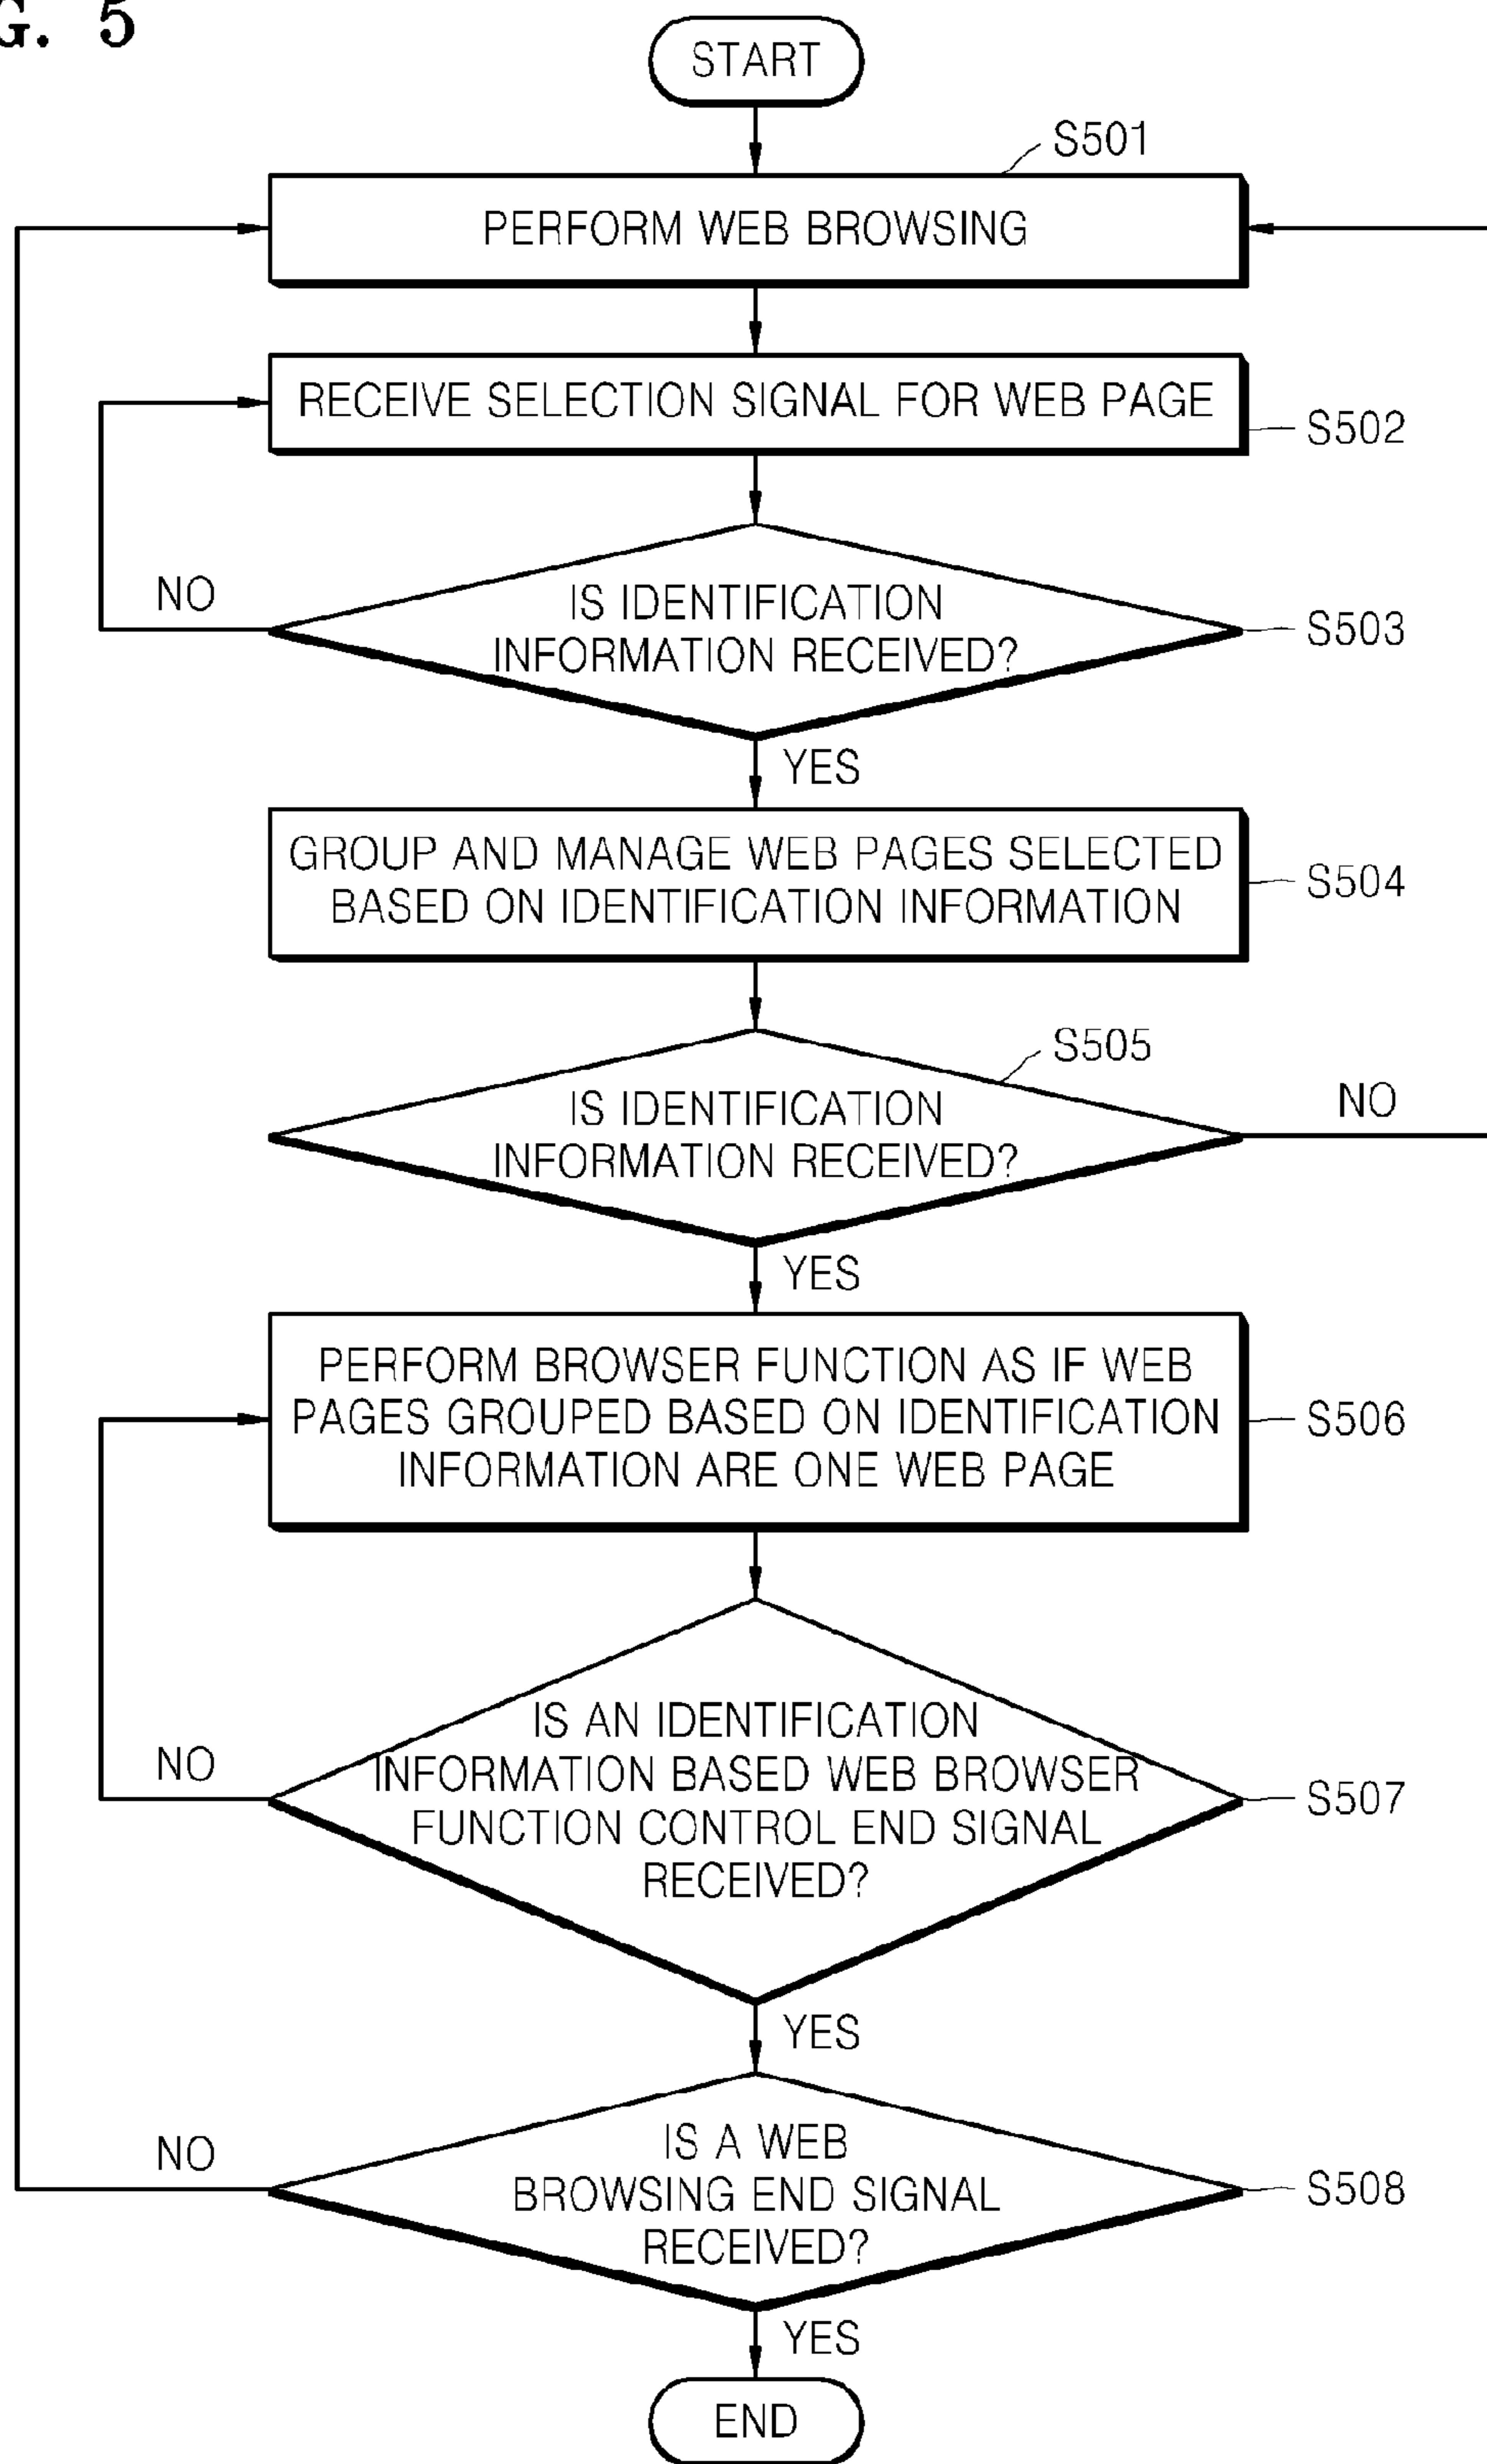 G. 5
START
S501
PERFORM WEB BROWSING
RECEIVE SELECTION SIGNAL FOR WEB PAGE
S502
NO
IS IDENTIFICATION
INFORMATION RECEIVED?
S503
YES
GROUP AND MANAGE WEB PAGES SELECTED
BASED ON IDENTIFICATION INFORMATION
S504
S505
IS IDENTIFICATION
INFORMATION RECEIVED?
NO
YES
PERFORM BROWSER FUNCTION AS IF WEB
PAGES GROUPED BASED ON IDENTIFICATION
INFORMATION ARE ONE WEB PAGE
S506
NO
IS AN IDENTIFICATION
INFORMATION BASED WEB BROWSER
FUNCTION CONTROL END SIGNAL
RECEIVED?
S507
YES
NO
IS A WEB
BROWSING END SIGNAL
RECEIVED?
S508
YES
END